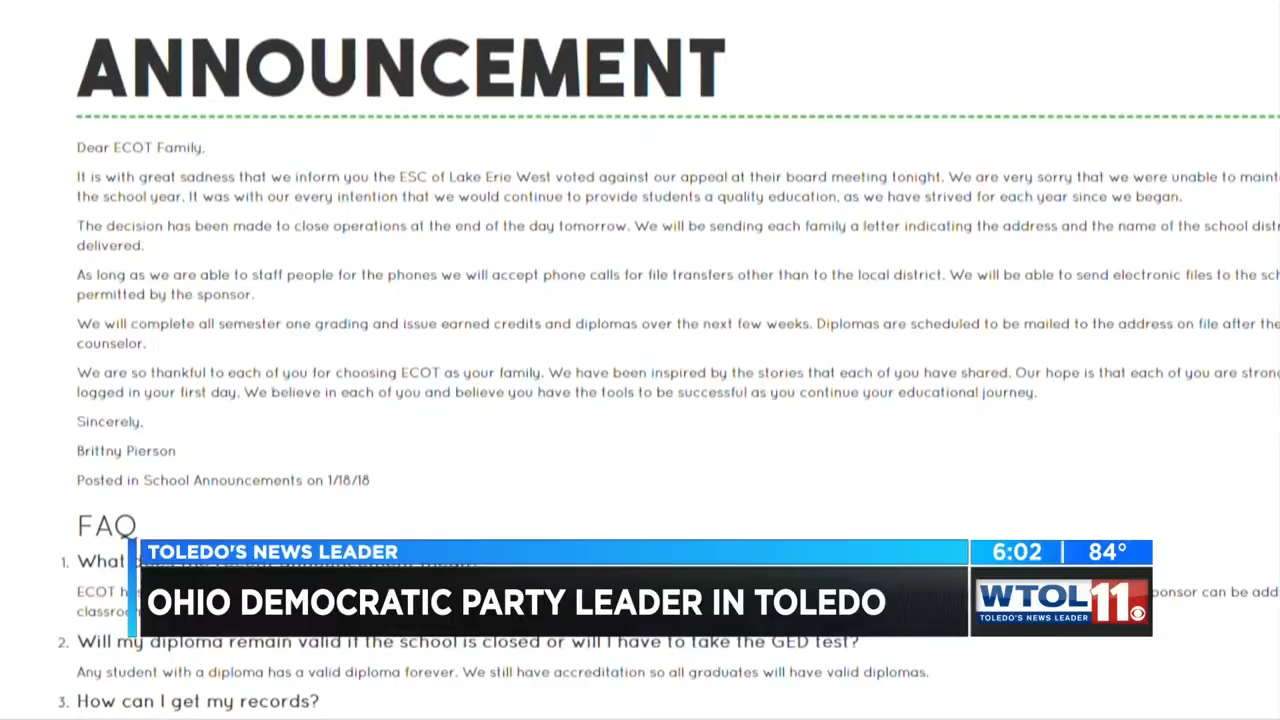 ANNOUNCEMENT
Dear ECOT Family,
It is with great sadness that we inform you the ESC of Lake Erie West voted against our appeal at their board meeting tonight. We are very sorry that we were unable to
the school year. It was with our every intention that we would continue to provide students a quality education, as we have strived for each year since we began.
The decision has been made to close operations at the end of the day tomorrow. We will be sending each family a letter indicating the address and the name of the school
delivered.
As long as we are able to staff people for the phones we will accept phone calls for file transfers other than to the local district. We will be able to send electronic files to the
permitted by the sponsor.
We will complete all semester one grading and issue earned credits and diplomas over the next few weeks. Diplomas are scheduled to be mailed to the address on file after the
counselor.
We are so thankful to each of you for choosing ECOT as your family. We have been inspired by the stories that each of you have shared. Our hope is that each of you are
logged in your first day. We believe in each of you and believe you have the tools to be successful as you continue your educational journey.
Sincerely,
Brittny Pierson
Posted in School Announcements on 1/18/18
FAQ
1. What
ECOT
sponsor can be
TOLEDO'S NEWS LEADER
6:02 | 84°
OHIO DEMOCRATIC PARTY LEADER IN TOLEDO
WTOL 11
TOLEDO'S NEWS LEADER
2. Will my diploma remain valid if the school is closed or will I have to take the GED test?
Any student with a diploma has a valid diploma forever. We still have accreditation so all graduates will have valid diplomas.
3. How can I get my records?